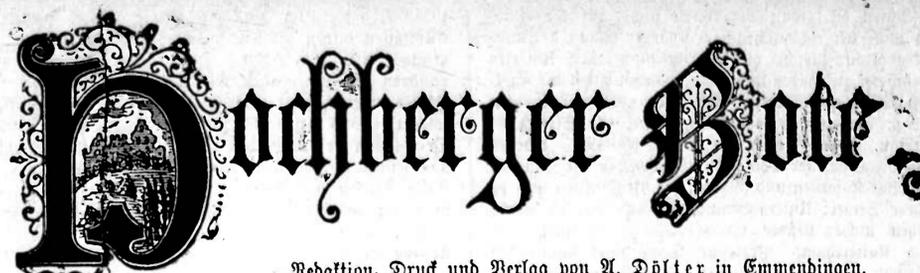 Hochberger Bote.
Redaktion, Druck und Verlag von A. Dölter in Emmendingen.